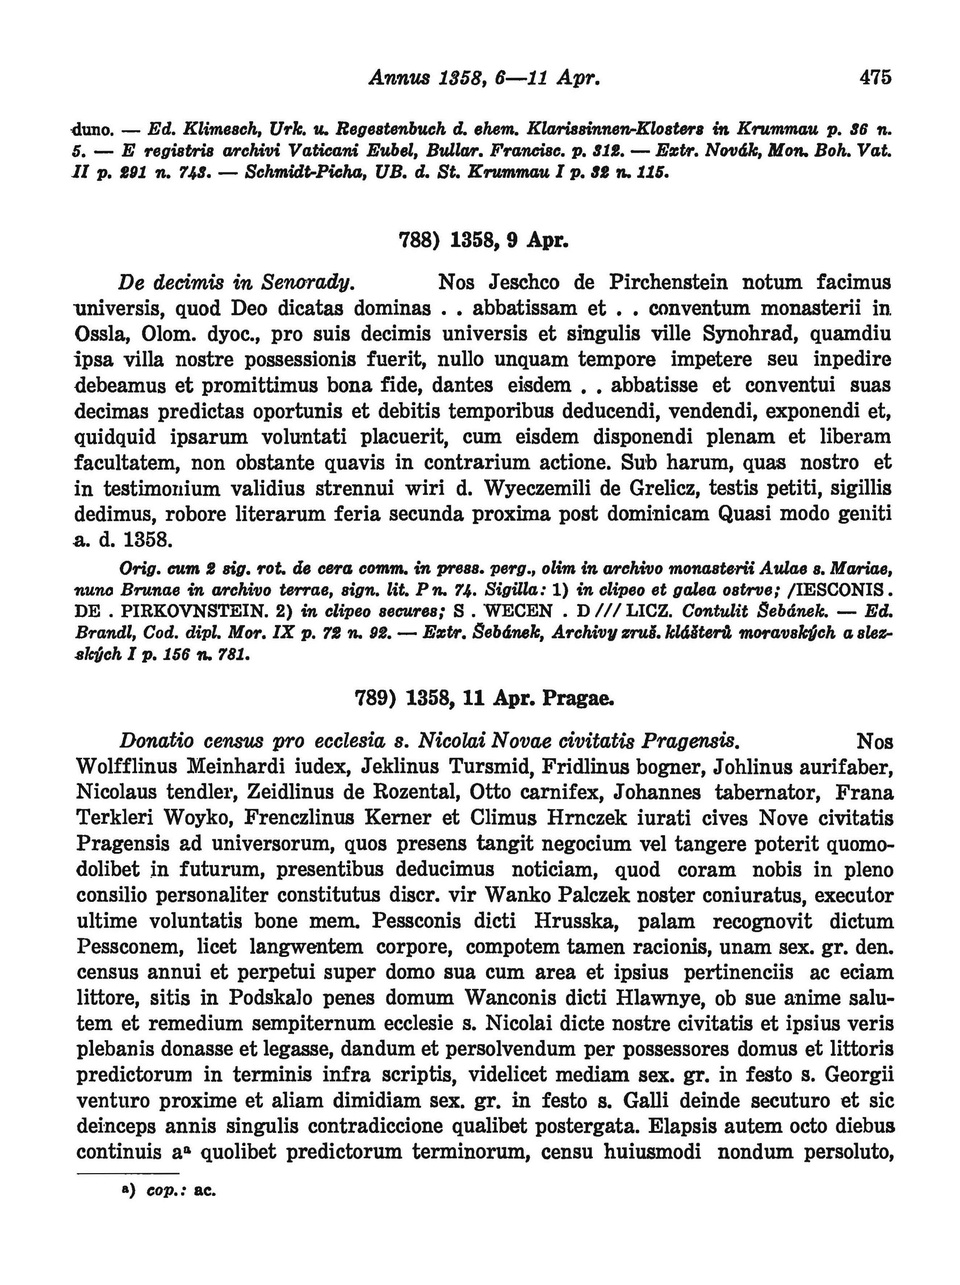 Annus 1358, 6—11 Apr. 475
duno. — Ed. Klimesch, Urk. u. Regestenbuch d. ehem. Klarissinnen-Klosters in Krummau p. 36 n.
5. — E registris archivi Vaticani Eubel, Bullar. Francisc. p. 312. — Extr. Novák, Mon. Boh. Vat.
II p. 291 n. 743. — Schmidt-Picha, UB. d. St. Krummau I p. 32 n. 115.
788) 1358, 9 Apr.
De decimis in Senorady. Nos Jeschco de Pirchenstein notum facimus
universis, quod Deo dicatas dominas . . abbatissam et . . conventum monasterii in
Ossla, Olom. dyoc., pro suis decimis universis et singulis ville Synohrad, quamdiu
ipsa villa nostre possessionis fuerit, nullo unquam tempore impetere seu inpedire
debeamus et promittimus bona fide, dantes eisdem . . abbatisse et conventui suas
decimas predictas oportunis et debitis temporibus deducendi, vendendi, exponendi et,
quidquid ipsarum voluntati placuerit, cum eisdem disponendi plenam et liberam
facultatem, non obstante quavis in contrarium actione. Sub harum, quas nostro et
in testimonium validius strennui wiri d. Wyeczemili de Grelicz, testis petiti, sigillis
dedimus, robore literarum feria secunda proxima post dominicam Quasi modo geniti
a. d. 1358.
Orig. cum 2 sig. rot. de cera comm. in press. perg., olim in archivo monasterii Aulae s. Mariae,
nunc Brunae in archivo terrae, sign. lit. P n. 74. Sigilla: 1) in clipeo et galea ostrve; /IESCONIS .
DE . PIRKOVNSTEIN. 2) in clipeo secures; S . WECEN . D /// LICZ. Contulit Šebánek. — Ed.
Brandl, Cod. dipl. Mor. IX p. 72 n. 92. — Extr. Šebánek, Archivy zruš. klášterů moravských a slez-
ských I p. 156 n. 781.
789) 1358, 11 Apr. Pragae.
Donatio census pro ecclesia s. Nicolai Novae civitatis Pragensis. Nos
Wolfflinus Meinhardi iudex, Jeklinus Tursmid, Fridlinus bogner, Johlinus aurifaber,
Nicolaus tendler, Zeidlinus de Rozental, Otto carnifex, Johannes tabernator, Frana
Terkleri Woyko, Frenczlinus Kerner et Climus Hrnczek iurati cives Nove civitatis
Pragensis ad universorum, quos presens tangit negocium vel tangere poterit quomo-
dolibet in futurum, presentibus deducimus noticiam, quod coram nobis in pleno
consilio personaliter constitutus discr. vir Wanko Palczek noster coniuratus, executor
ultime voluntatis bone mem. Pessconis dicti Hrusska, palam recognovit dictum
Pessconem, licet langwentem corpore, compotem tamen racionis, unam sex. gr. den.
census annui et perpetui super domo sua cum area et ipsius pertinenciis ac eciam
littore, sitis in Podskalo penes domum Wanconis dicti Hlawnye, ob sue anime salu-
tem et remedium sempiternum ecclesie s. Nicolai dicte nostre civitatis et ipsius veris
plebanis donasse et legasse, dandum et persolvendum per possessores domus et littoris
predictorum in terminis infra scriptis, videlicet mediam sex. gr. in festo s. Georgii
venturo proxime et aliam dimidiam sex. gr. in festo s. Galli deinde secuturo et sic
deinceps annis singulis contradiccione qualibet postergata. Elapsis autem octo diebus
continuis aᵃ quolibet predictorum terminorum, censu huiusmodi nondum persoluto,
ᵃ) cop.: ac.